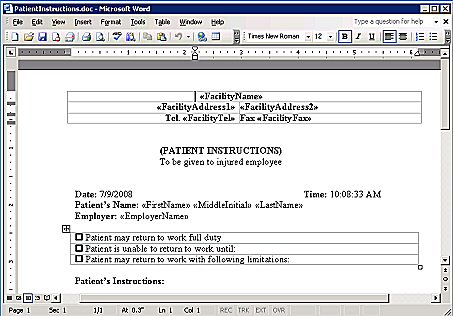 PatientInstructions.doc - Microsoft Word
File Edit View Insert Format Tools Table Window Help Type a question for help
Times New Roman 12 B I U
«FacilityName»
«FacilityAddress1» «FacilityAddress2»
Tel. «FacilityTel» Fax «FacilityFax»
(PATIENT INSTRUCTIONS)
To be given to injured employee
Date: 7/9/2008 Time: 10:08:33 AM
Patient's Name: «FirstName» «MiddleInitial» «LastName»
Employer: «EmployerName»
Patient may return to work full duty
Patient is unable to return to work until:
Patient may return to work with following limitations:
Patient's Instructions:
Page 1 Sec 1 1/1 At 0.3" Ln 1 Col 1 REC TRK EXT OVR